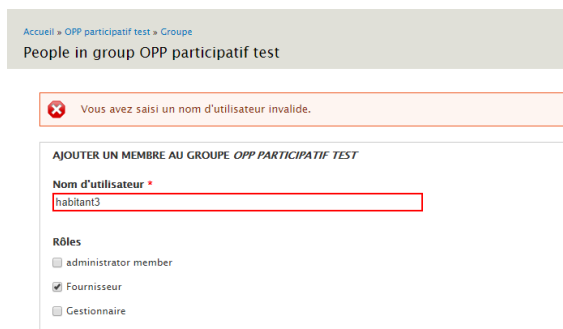 Accueil » OPP participatif test » Groupe
People in group OPP participatif test
Vous avez saisi un nom d'utilisateur invalide.
AJOUTER UN MEMBRE AU GROUPE OPP PARTICIPATIF TEST
Nom d'utilisateur *
habitant3
Rôles
administrator member
Fournisseur
Gestionnaire